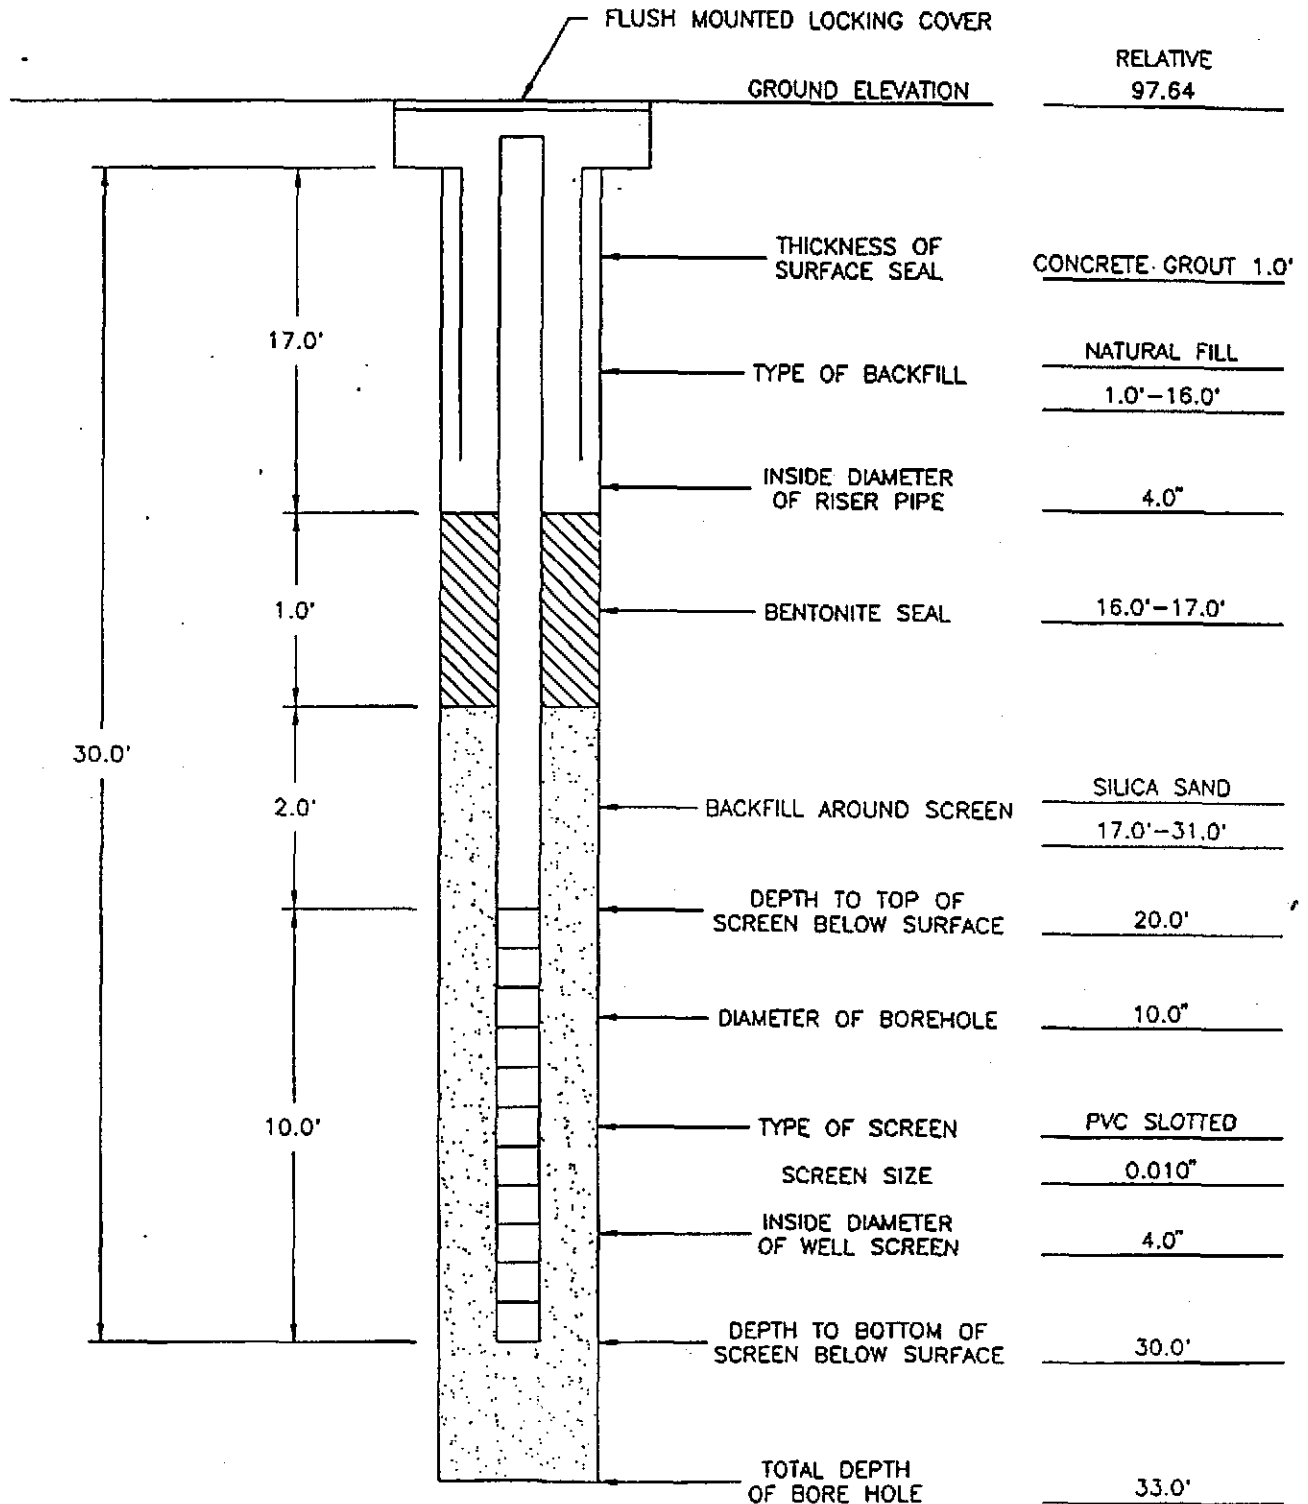 FLUSH MOUNTED LOCKING COVER
RELATIVE
GROUND ELEVATION 97.64
THICKNESS OF
SURFACE SEAL
CONCRETE GROUT 1.0'
17.0'
TYPE OF BACKFILL
NATURAL FILL
1.0'-16.0'
INSIDE DIAMETER
OF RISER PIPE
4.0"
1.0'
BENTONITE SEAL
16.0'-17.0'
30.0'
2.0'
BACKFILL AROUND SCREEN
SILICA SAND
17.0'-31.0'
DEPTH TO TOP OF
SCREEN BELOW SURFACE
20.0'
DIAMETER OF BOREHOLE
10.0"
10.0'
TYPE OF SCREEN
PVC SLOTTED
SCREEN SIZE
0.010"
INSIDE DIAMETER
OF WELL SCREEN
4.0"
DEPTH TO BOTTOM OF
SCREEN BELOW SURFACE
30.0'
TOTAL DEPTH
OF BORE HOLE
33.0'